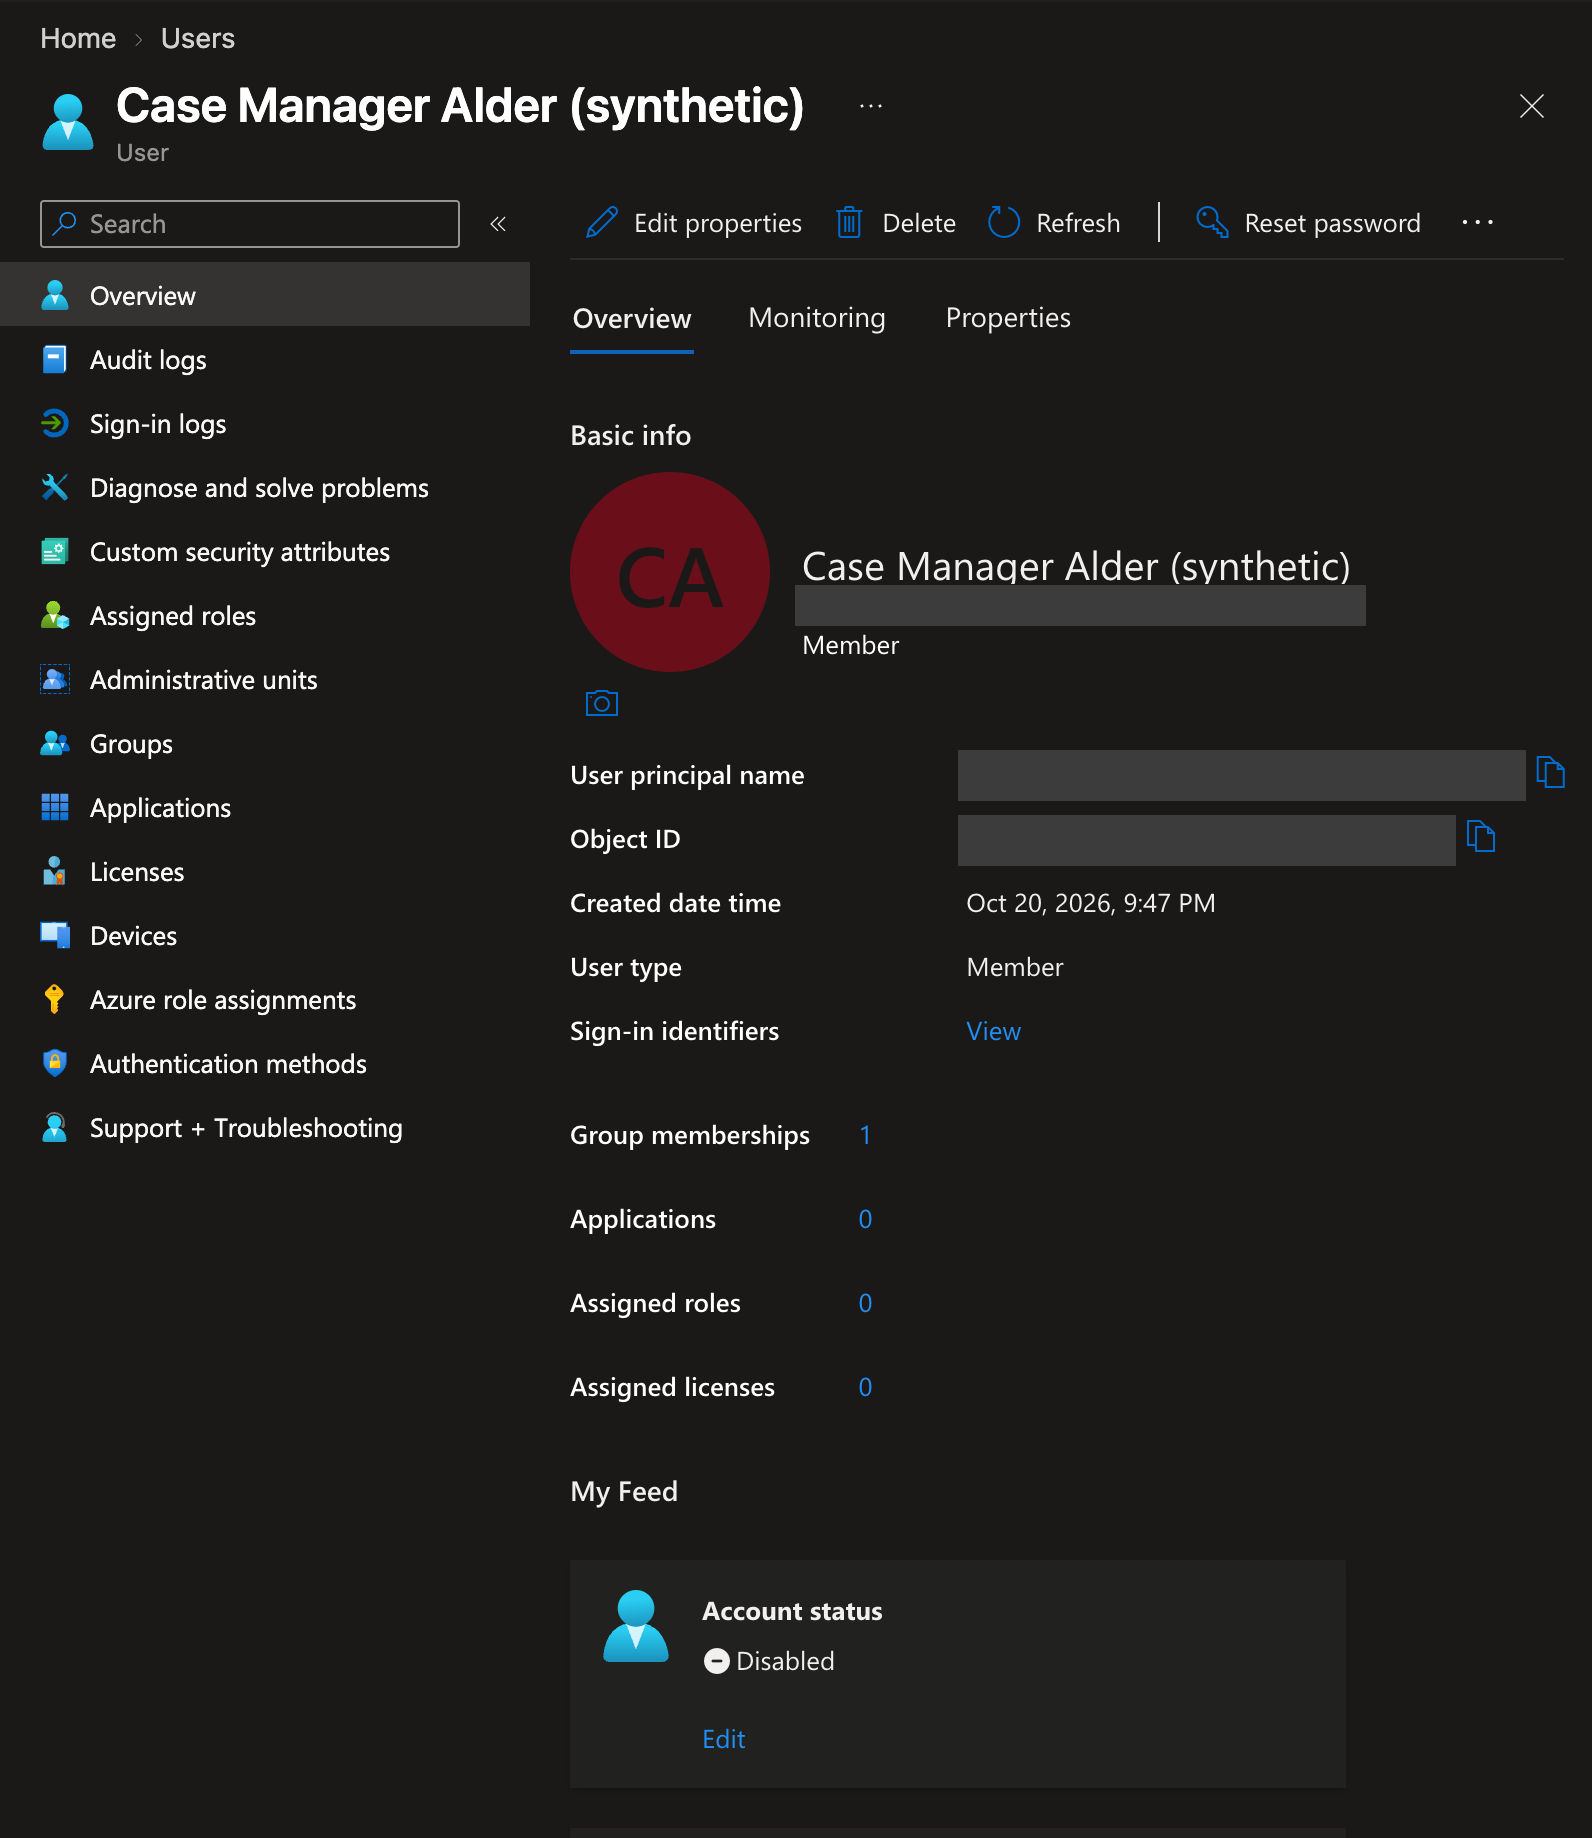 Home > Users
Case Manager Alder (synthetic) ...
User
Search
«
Edit properties
Delete
Refresh
Reset password
...
Overview
Audit logs
Sign-in logs
Diagnose and solve problems
Custom security attributes
Assigned roles
Administrative units
Groups
Applications
Licenses
Devices
Azure role assignments
Authentication methods
Support + Troubleshooting
Overview Monitoring Properties
Basic info
CA
Case Manager Alder (synthetic)
Member
User principal name
Object ID
Created date time Oct 20, 2026, 9:47 PM
User type Member
Sign-in identifiers View
Group memberships 1
Applications 0
Assigned roles 0
Assigned licenses 0
My Feed
Account status
Disabled
Edit